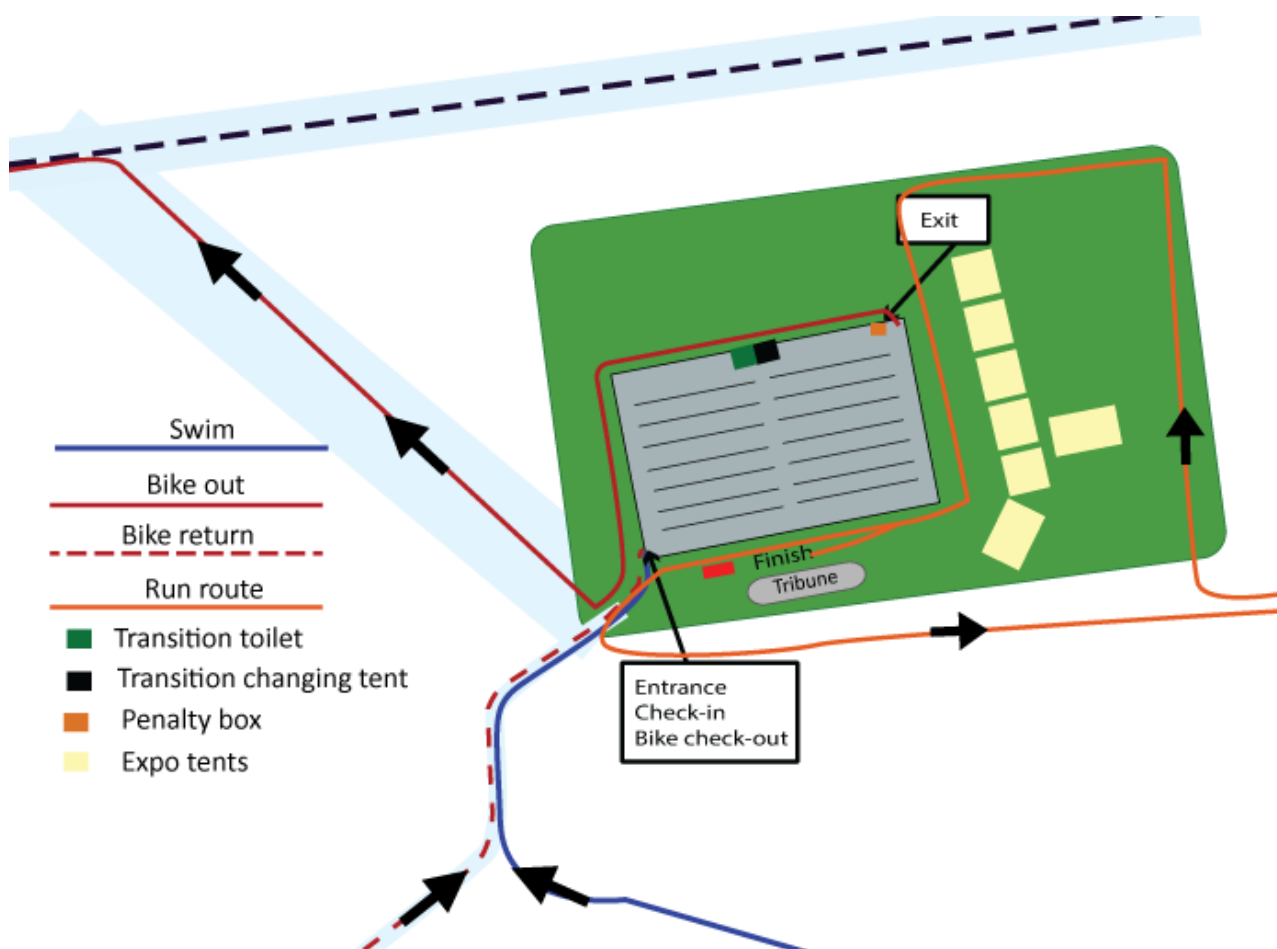 Exit
Swim
Bike out
Bike return
Run route
Transition toilet
Transition changing tent
Penalty box
Expo tents
Finish
Tribune
Entrance
Check-in
Bike check-out